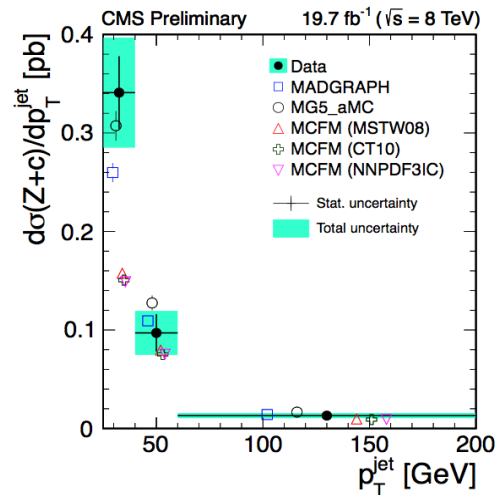 CMS Preliminary 19.7 fb⁻¹ (√s = 8 TeV)
dσ(Z+c)/dp_T^jet [pb]
0.4
0.3
0.2
0.1
0
Data
MADGRAPH
MG5_aMC
MCFM (MSTW08)
MCFM (CT10)
MCFM (NNPDF3IC)
Stat. uncertainty
Total uncertainty
50 100 150 200
p_T^jet [GeV]